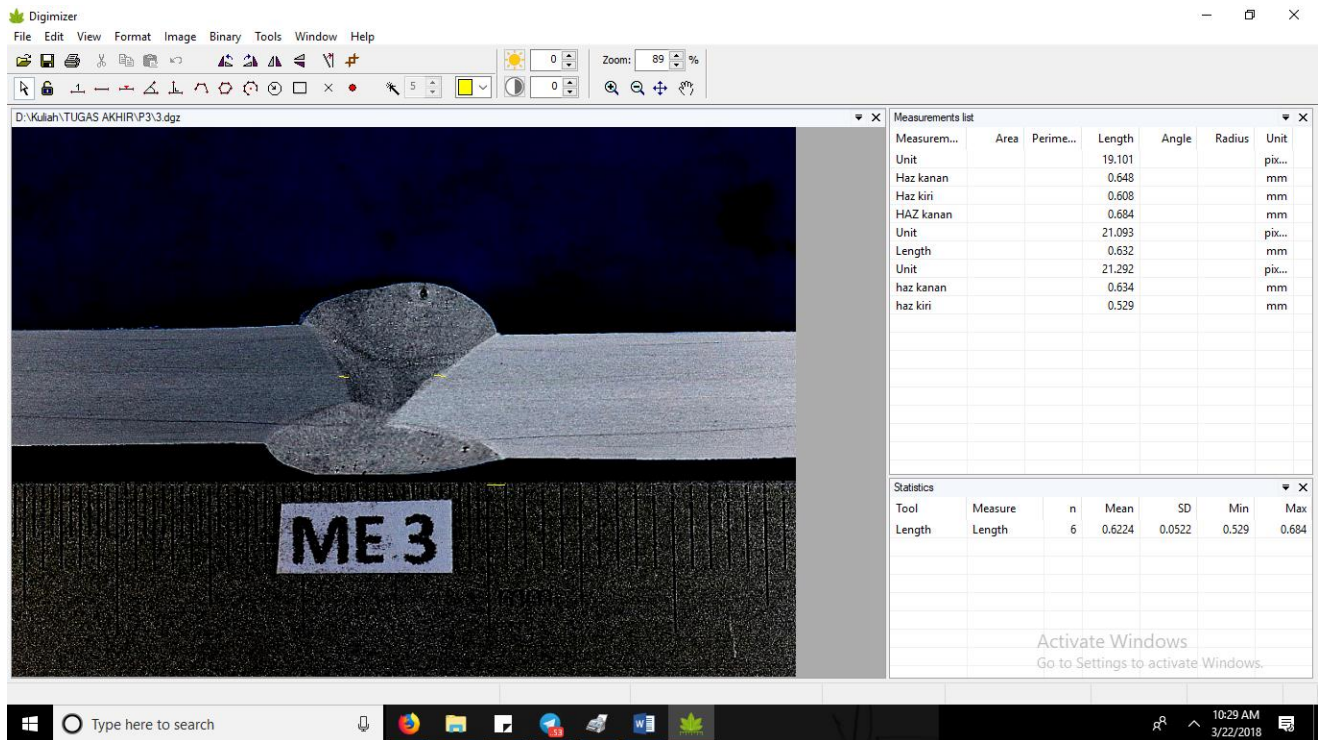 Digimizer
File Edit View Format Image Binary Tools Window Help
0 Zoom: 89 %
5 0
D:\Kuliah\TUGAS AKHIR\P3\3.dgz
ME 3
Measurements list
Measurem... Area Perime... Length Angle Radius Unit
Unit 19.101 pix...
Haz kanan 0.648 mm
Haz kiri 0.608 mm
HAZ kanan 0.684 mm
Unit 21.093 pix...
Length 0.632 mm
Unit 21.292 pix...
haz kanan 0.634 mm
haz kiri 0.529 mm
Statistics
Tool Measure n Mean SD Min Max
Length Length 6 0.6224 0.0522 0.529 0.684
Activate Windows
Go to Settings to activate Windows.
Type here to search
53
10:29 AM
3/22/2018